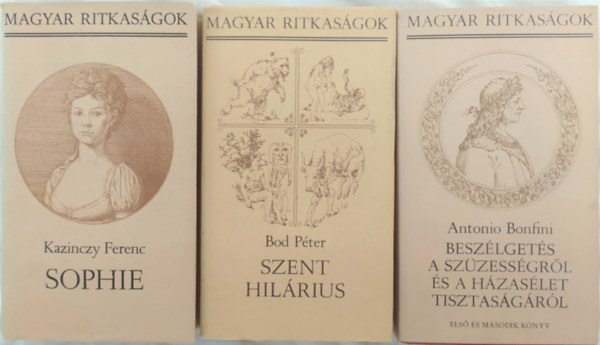 MAGYAR RITKASÁGOK
Kazinczy Ferenc
SOPHIE
MAGYAR RITKASÁGOK
Bod Péter
SZENT
HILÁRIUS
MAGYAR RITKASÁGOK
Antonio Bonfini
BESZÉLGETÉS
A SZÜZESSÉGRŐL
ÉS A HÁZASÉLET
TISZTASÁGÁRÓL
ELSŐ ÉS MÁSODIK KÖNYV